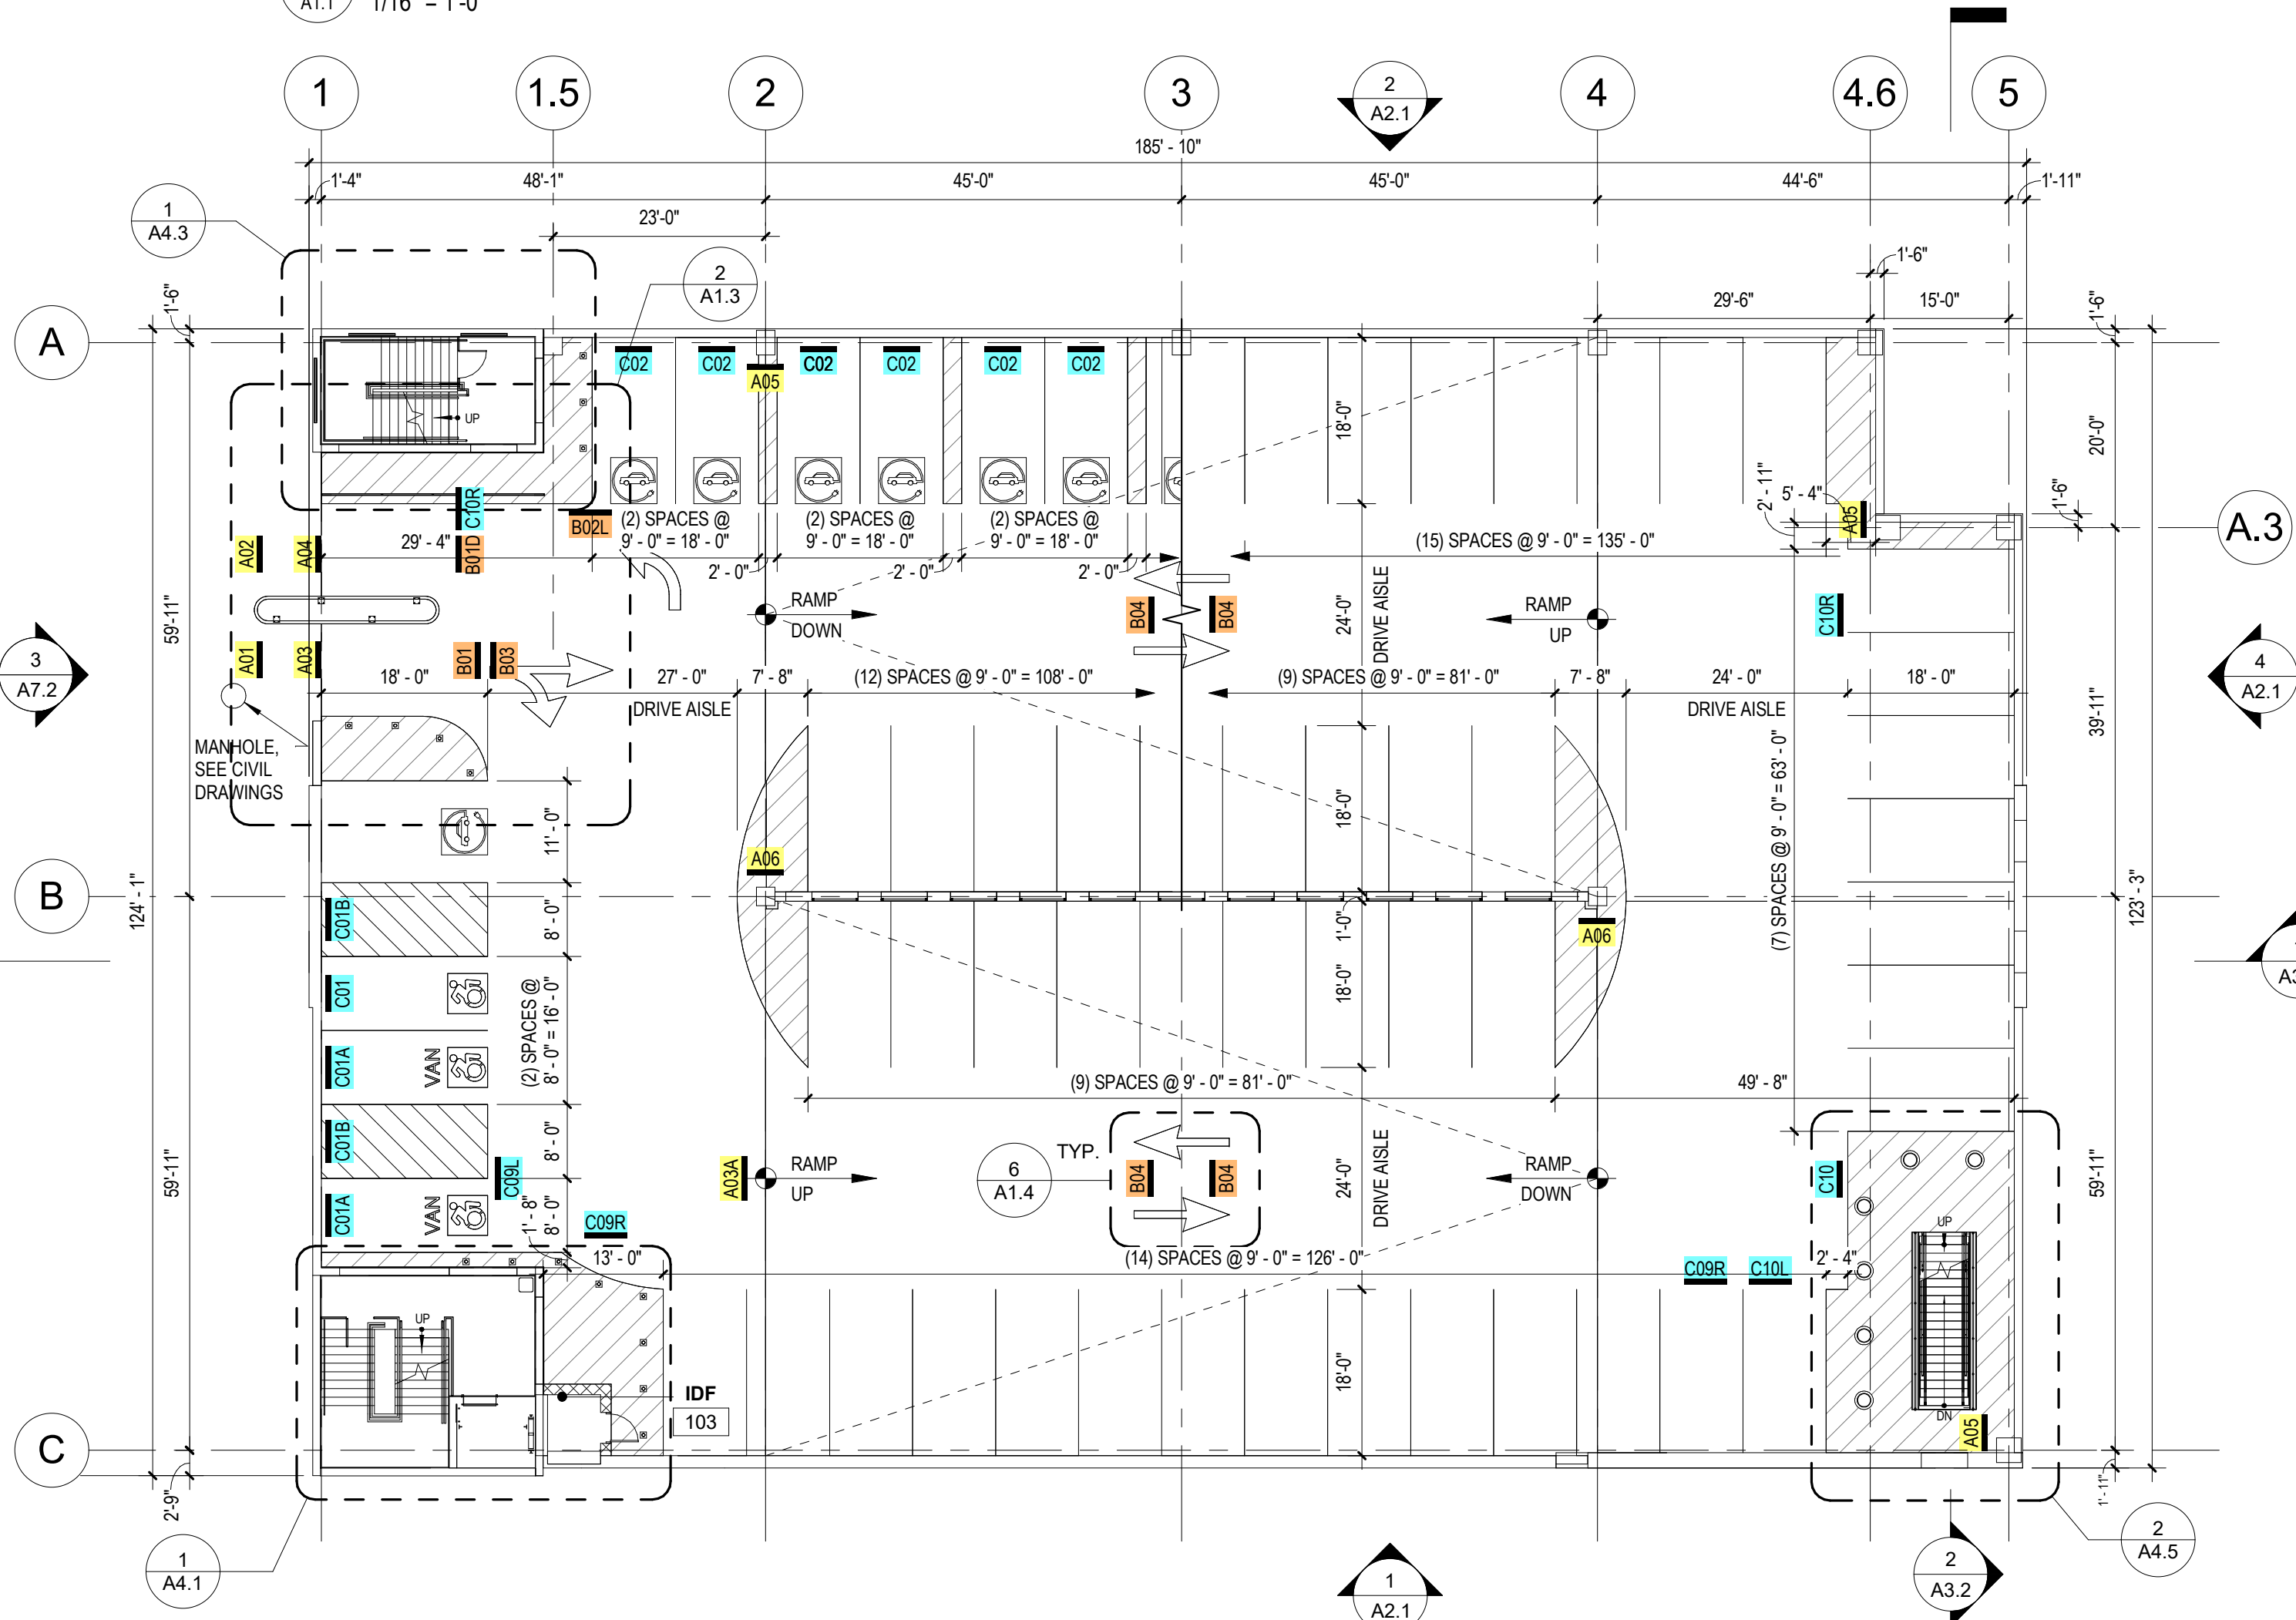 A1.1
1/16" = 1'-0"
1
1.5
2
3
4
4.6
5
2
A2.1
185' - 10"
1'-4"
48'-1"
45'-0"
45'-0"
44'-6"
1'-11"
23'-0"
1
A4.3
2
A1.3
1'-6"
29'-6"
15'-0"
1'-6"
1'-6"
A
C02
C02
C02
C02
C02
C02
A05
UP
18'-0"
20'-0"
2' - 11"
5' - 4"
A05
1'-6"
A.3
C10R
B02L
(2) SPACES @
9' - 0" = 18' - 0"
(2) SPACES @
9' - 0" = 18' - 0"
(2) SPACES @
9' - 0" = 18' - 0"
(15) SPACES @ 9' - 0" = 135' - 0"
A02
A04
29' - 4"
B01D
2' - 0"
2' - 0"
2' - 0"
59'-11"
RAMP
DOWN
B04
B04
24'-0"
DRIVE AISLE
RAMP
UP
C10R
3
A7.2
A01
A03
B01
B03
18' - 0"
27' - 0"
DRIVE AISLE
7' - 8"
(12) SPACES @ 9' - 0" = 108' - 0"
(9) SPACES @ 9' - 0" = 81' - 0"
7' - 8"
24' - 0"
DRIVE AISLE
18' - 0"
4
A2.1
39'-11"
MANHOLE,
SEE CIVIL
DRAWINGS
11' - 0"
18'-0"
(7) SPACES @ 9' - 0" = 63' - 0"
A06
B
124' - 1"
C01B
8' - 0"
1'-0"
A06
123' - 3"
C01
(2) SPACES @
8' - 0" = 16' - 0"
18'-0"
A3
C01A
VAN
(9) SPACES @ 9' - 0" = 81' - 0"
49' - 8"
C01B
8' - 0"
C09L
59'-11"
TYP.
6
A1.4
B04
B04
A03A
RAMP
UP
24'-0"
DRIVE AISLE
RAMP
DOWN
C10
59'-11"
C01A
VAN
1' - 8"
8' - 0"
C09R
13' - 0"
(14) SPACES @ 9' - 0" = 126' - 0"
C09R
C10L
2' - 4"
UP
UP
18'-0"
IDF
103
DN
A05
C
2'-9"
1' - 11"
1
A4.1
1
A2.1
2
A3.2
2
A4.5